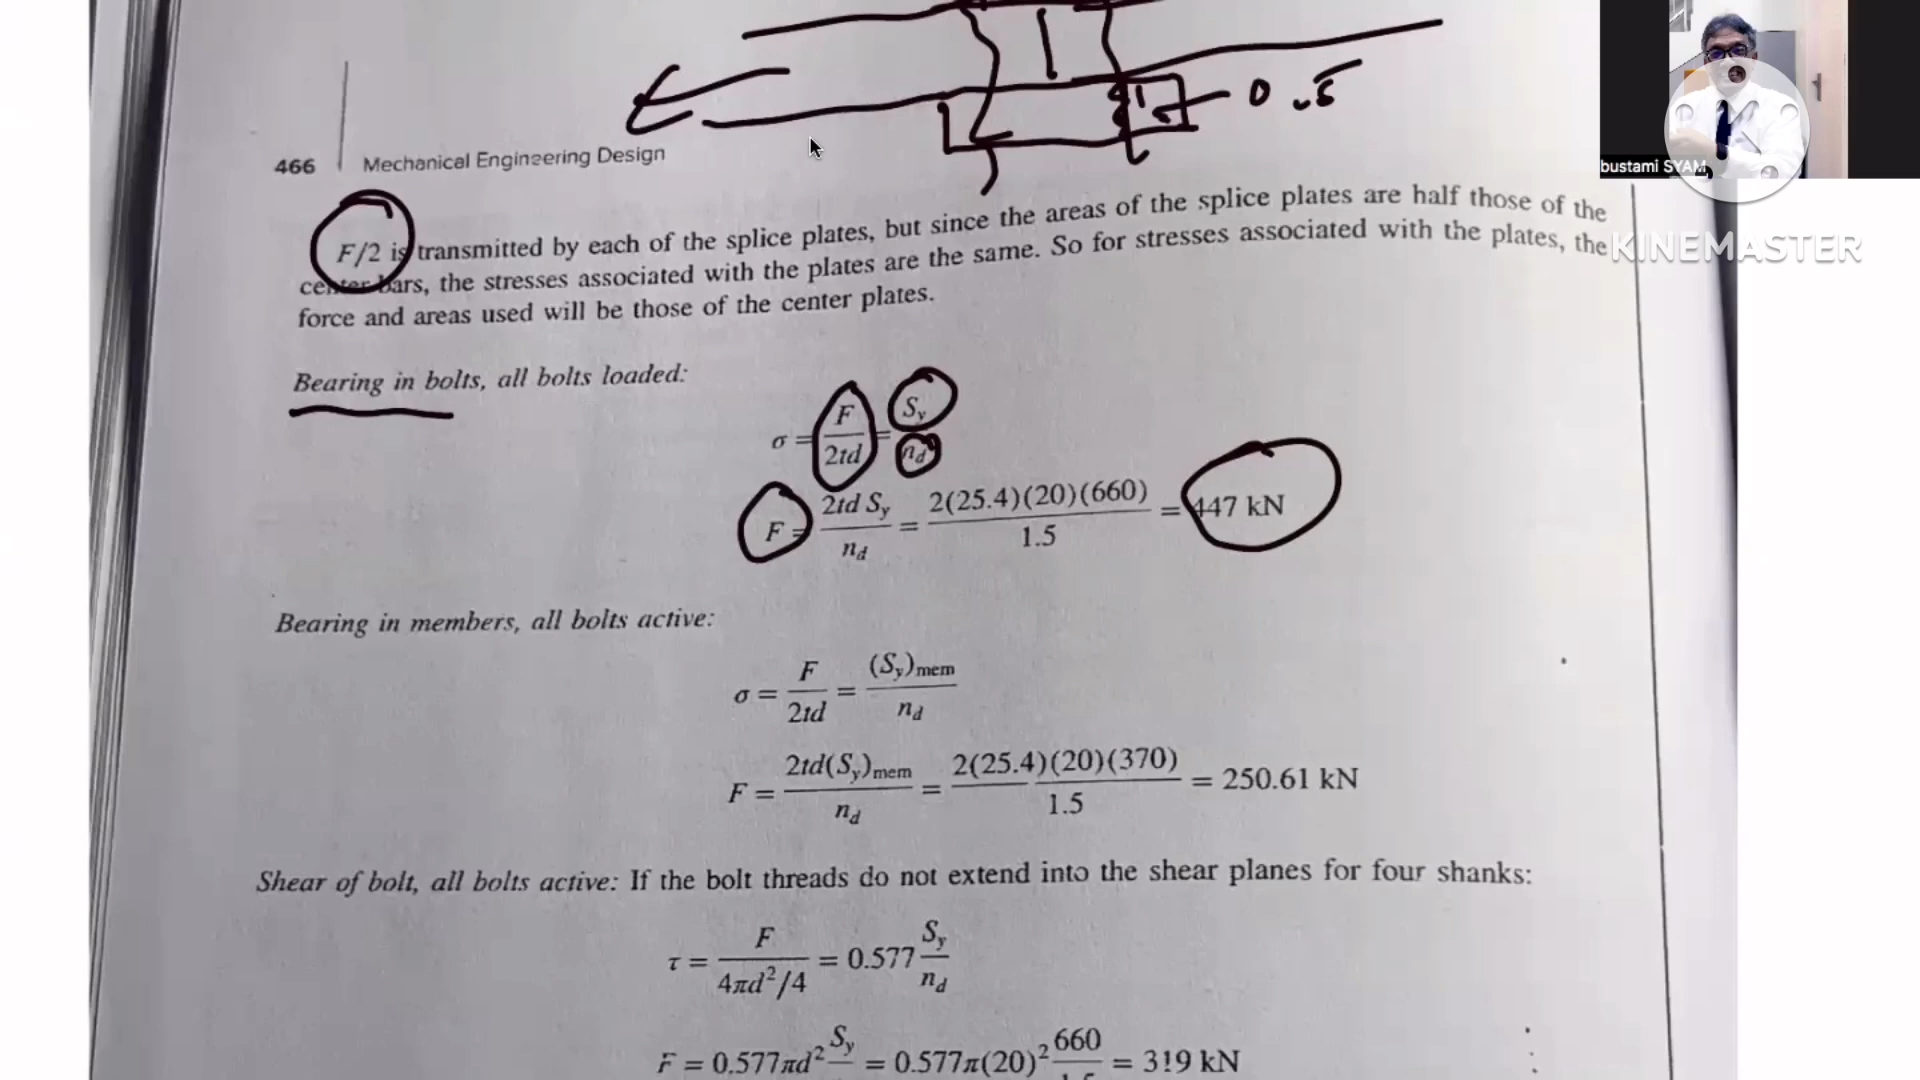 0.5
bustami SYAM
KINEMASTER
466 | Mechanical Engineering Design
F/2 is transmitted by each of the splice plates, but since the areas of the splice plates are half those of the
center bars, the stresses associated with the plates are the same. So for stresses associated with the plates, the
force and areas used will be those of the center plates.
Bearing in bolts, all bolts loaded:
σ = F/2td = Sy/nd
F = 2td Sy/nd = 2(25.4)(20)(660)/1.5 = 447 kN
Bearing in members, all bolts active:
σ = F/2td = (Sy)mem/nd
F = 2td(Sy)mem/nd = 2(25.4)(20)(370)/1.5 = 250.61 kN
Shear of bolt, all bolts active: If the bolt threads do not extend into the shear planes for four shanks:
τ = F/4πd²/4 = 0.577 Sy/nd
F = 0.577πd² Sy = 0.577π(20)² 660/1.5 = 319 kN